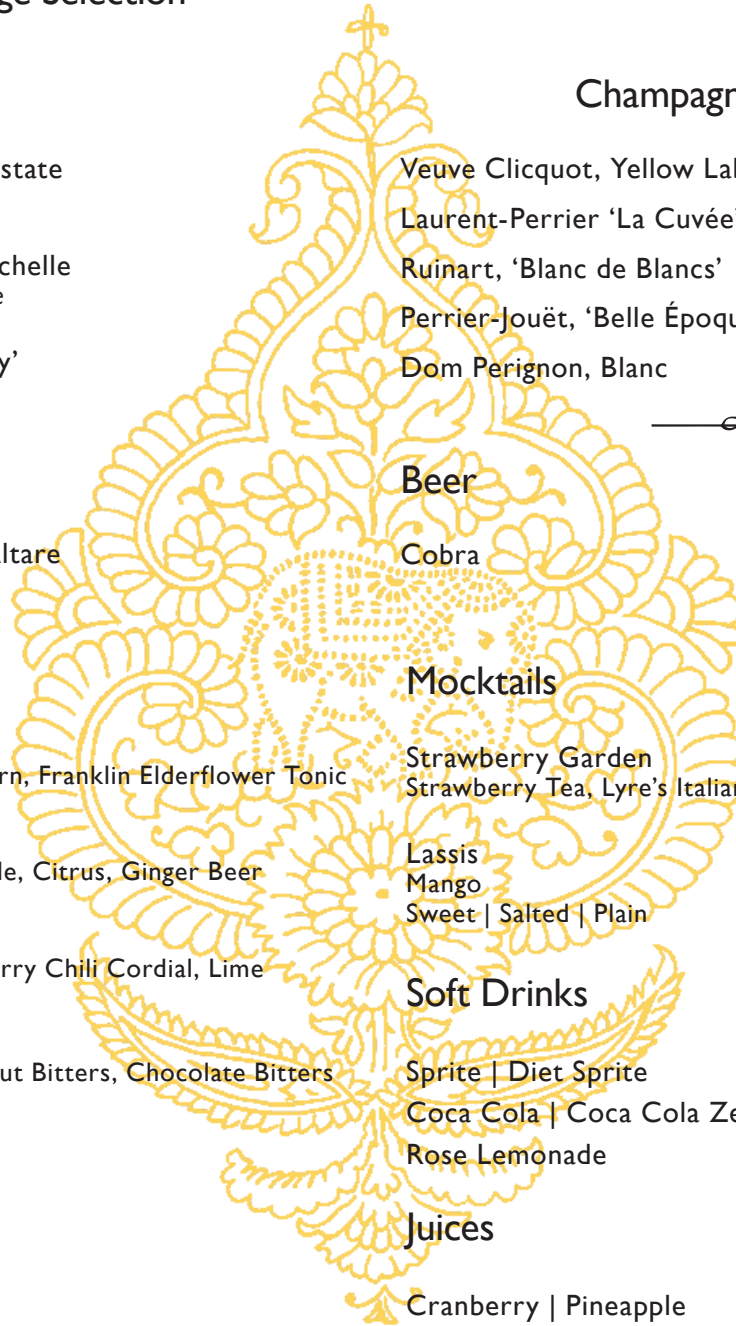 Selection
Champagn
state
chelle
e
y’
ltare
rn, Franklin Elderflower Tonic
le, Citrus, Ginger Beer
rry Chili Cordial, Lime
ut Bitters, Chocolate Bitters
Veuve Clicquot, Yellow Lal
Laurent-Perrier ‘La Cuvée’
Ruinart, ‘Blanc de Blancs’
Perrier-Jouët, ‘Belle Époqu
Dom Perignon, Blanc
Beer
Cobra
Mocktails
Strawberry Garden
Strawberry Tea, Lyre’s Italian
Lassis
Mango
Sweet | Salted | Plain
Soft Drinks
Sprite | Diet Sprite
Coca Cola | Coca Cola Ze
Rose Lemonade
Juices
Cranberry | Pineapple